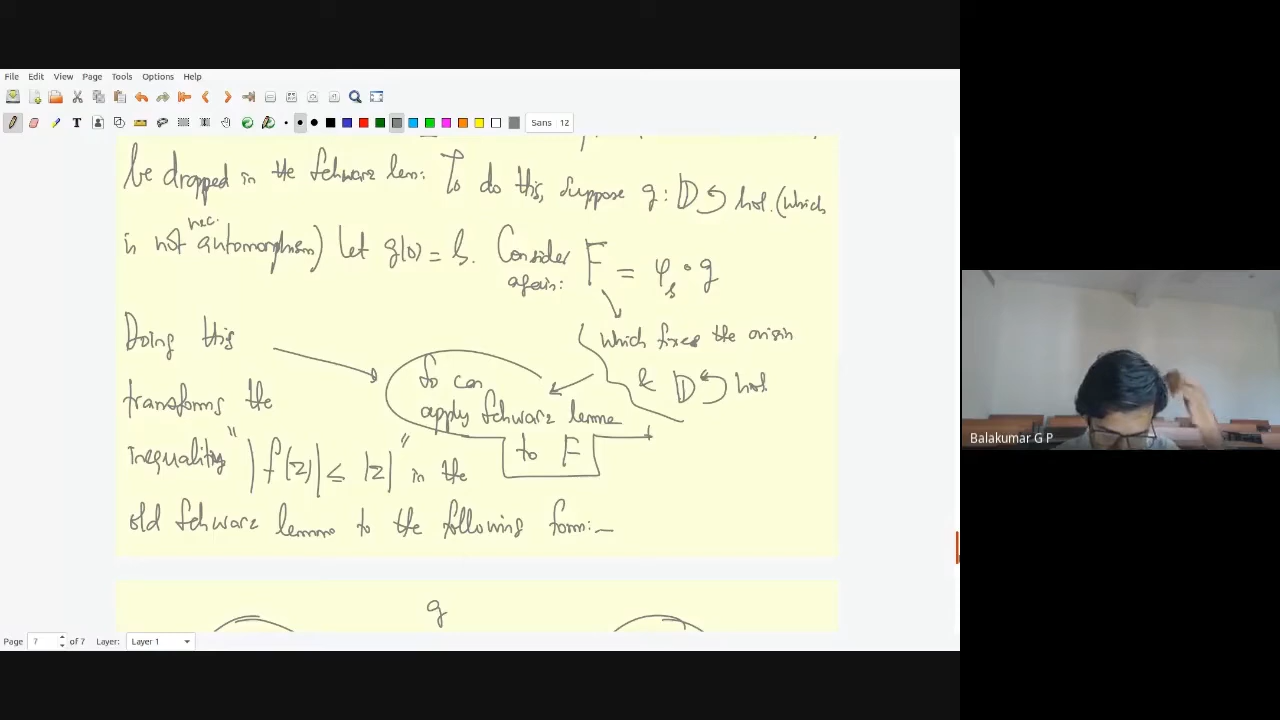 File Edit View Page Tools Options Help
Sans 12
be dropped in the Schwarz lem: To do this, suppose g: 𝔻↺ hol. (which
is not nec. automorphism) let g(0) = b. Consider again: F = φ_b ∘ g
which fixes the origin
& 𝔻↺ hol
Doing this
transforms the
inequality "|f(z)| ≤ |z|" in the
old Schwarz lemma to the following form:—
So can
apply Schwarz lemma
to F
g
Balakumar G P
Page 7 of 7 Layer: Layer 1